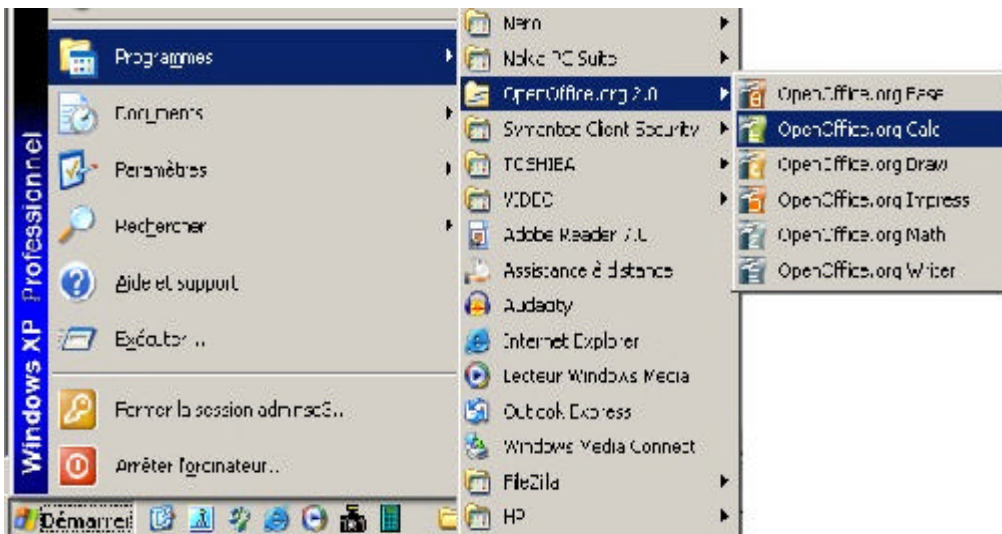 Programmes
Documents
Paramètres
Rechercher
Aide et support
Exécuter...
Fermer la session
Arrêter l'ordinateur...
Windows XP Professionnel
Démarrer
Nero
Nokia PC Suite
OpenOffice.org 2.0
Symantec Client Security
TOSHIBA
VIDEO
Adobe Reader 7.0
Assistance à distance
Audacity
Internet Explorer
Lecteur Windows Media
Outlook Express
Windows Media Connect
FileZilla
HP
OpenOffice.org Base
OpenOffice.org Calc
OpenOffice.org Draw
OpenOffice.org Impress
OpenOffice.org Math
OpenOffice.org Writer